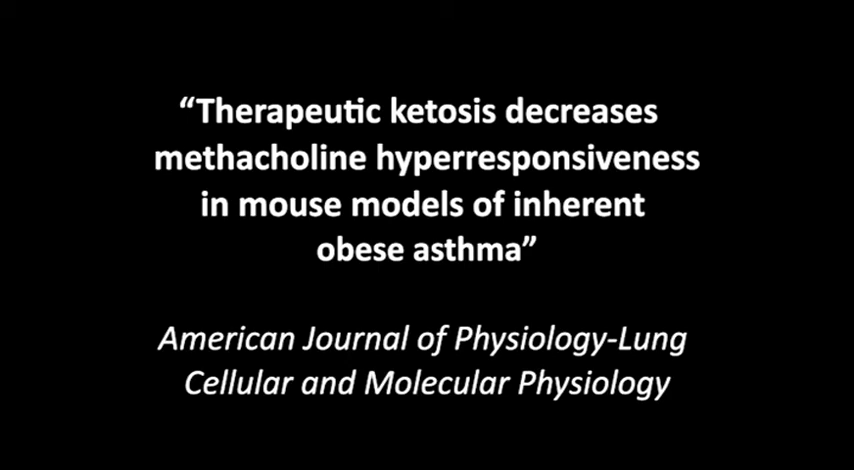 “Therapeutic ketosis decreases
methacholine hyperresponsiveness
in mouse models of inherent
obese asthma”
American Journal of Physiology-Lung
Cellular and Molecular Physiology